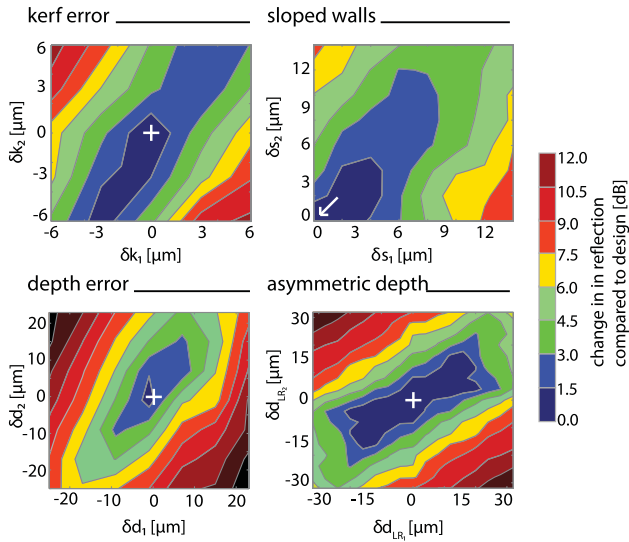 kerf error
sloped walls
6
3
0
-3
-6
δk₂ [µm]
-6 -3 0 3 6
δk₁ [µm]
12
9
6
3
0
δs₂ [µm]
0 3 6 9 12
δs₁ [µm]
depth error
asymmetric depth
20
10
0
-10
-20
δd₂ [µm]
-20 -10 0 10 20
δd₁ [µm]
30
15
0
-15
-30
δd_LR₂ [µm]
-30 -15 0 15 30
δd_LR₁ [µm]
12.0
10.5
9.0
7.5
6.0
4.5
3.0
1.5
0.0
change in in reflection
compared to design [dB]